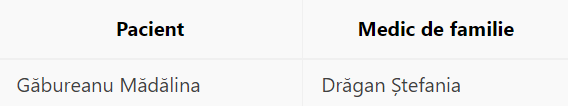 Pacient Medic de familie
Găbureanu Mădălina Drăgan Ștefania